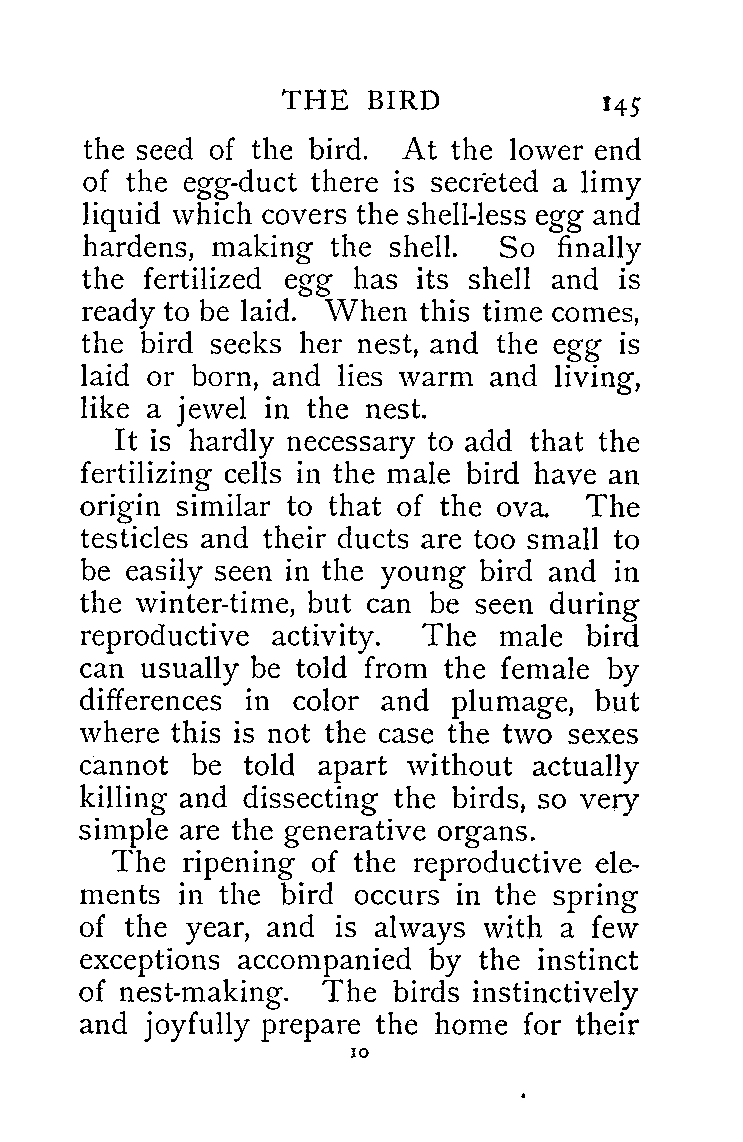 THE BIRD 145
the seed of the bird. At the lower end
of the egg-duct there is secreted a limy
liquid which covers the shell-less egg and
hardens, making the shell. So finally
the fertilized egg has its shell and is
ready to be laid. When this time comes,
the bird seeks her nest, and the egg is
laid or born, and lies warm and living,
like a jewel in the nest.
It is hardly necessary to add that the
fertilizing cells in the male bird have an
origin similar to that of the ova. The
testicles and their ducts are too small to
be easily seen in the young bird and in
the winter-time, but can be seen during
reproductive activity. The male bird
can usually be told from the female by
differences in color and plumage, but
where this is not the case the two sexes
cannot be told apart without actually
killing and dissecting the birds, so very
simple are the generative organs.
The ripening of the reproductive ele-
ments in the bird occurs in the spring
of the year, and is always with a few
exceptions accompanied by the instinct
of nest-making. The birds instinctively
and joyfully prepare the home for their
10